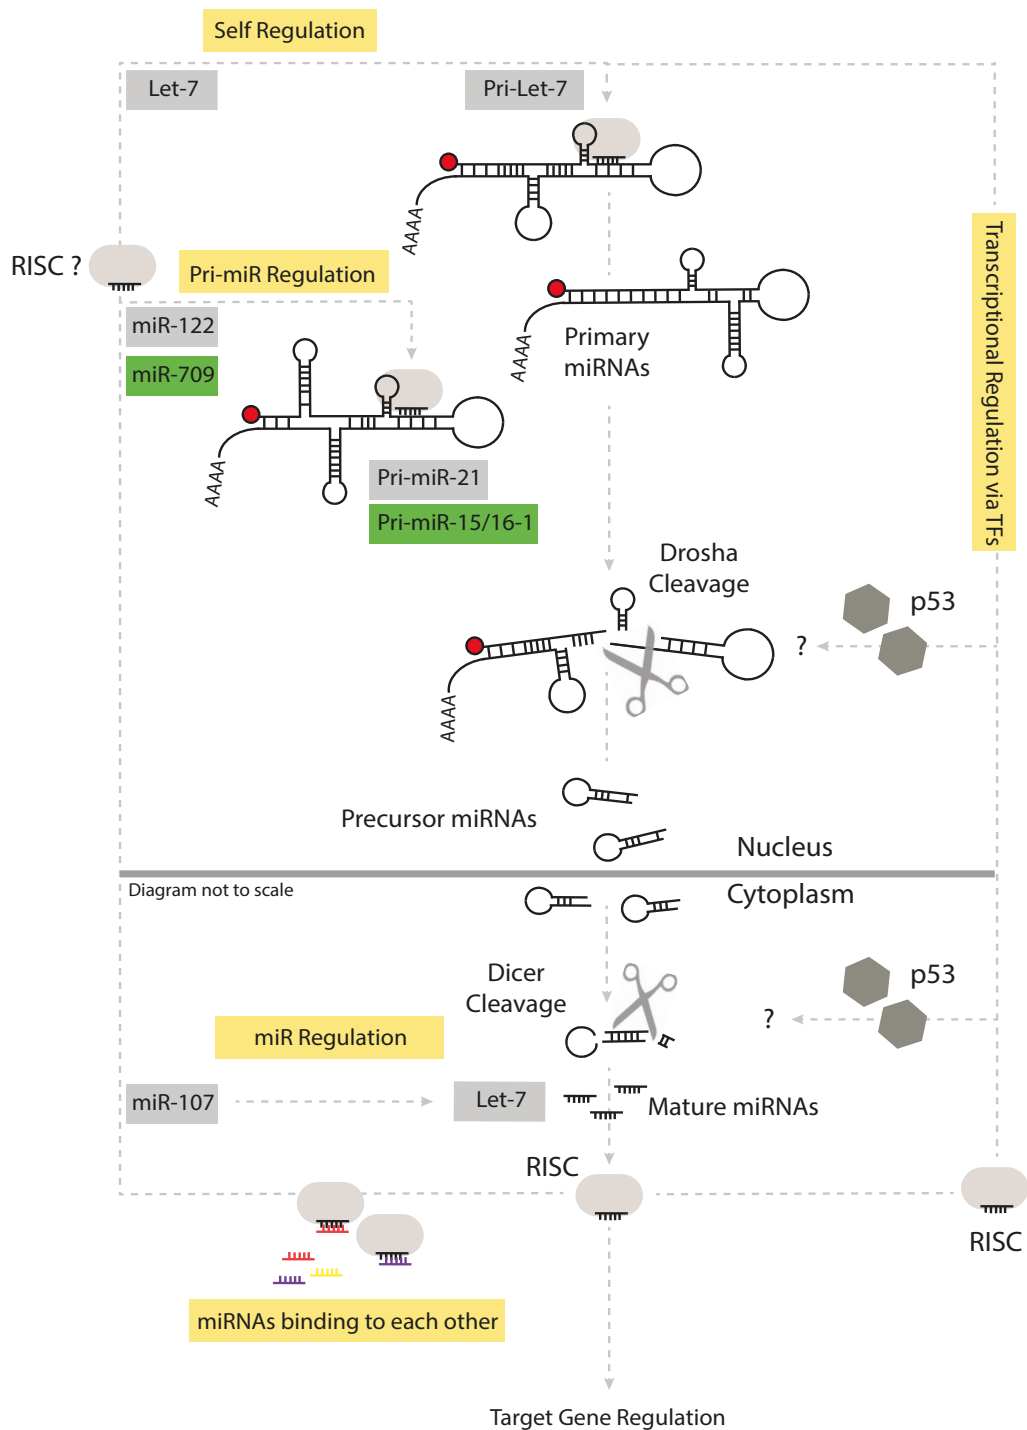 Self Regulation
Let-7
Pri-Let-7
AAAA
RISC ?
Pri-miR Regulation
miR-122
miR-709
Primary
miRNAs
AAAA
Transcriptional Regulation via TFs
AAAA
Pri-miR-21
Pri-miR-15/16-1
Drosha
Cleavage
p53
?
AAAA
Precursor miRNAs
Nucleus
Diagram not to scale
Cytoplasm
Dicer
Cleavage
p53
?
miR Regulation
miR-107
Let-7
Mature miRNAs
RISC
RISC
miRNAs binding to each other
Target Gene Regulation